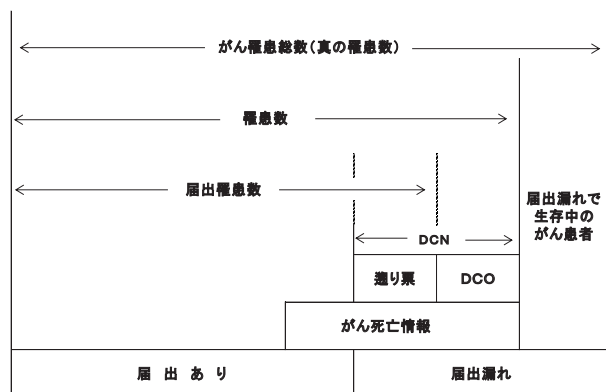 がん罹患総数(真の罹患数)
罹患数
届出罹患数
届出漏れで
生存中の
がん患者
DCN
遡り票
DCO
がん死亡情報
届 出 あ り
届出漏れ